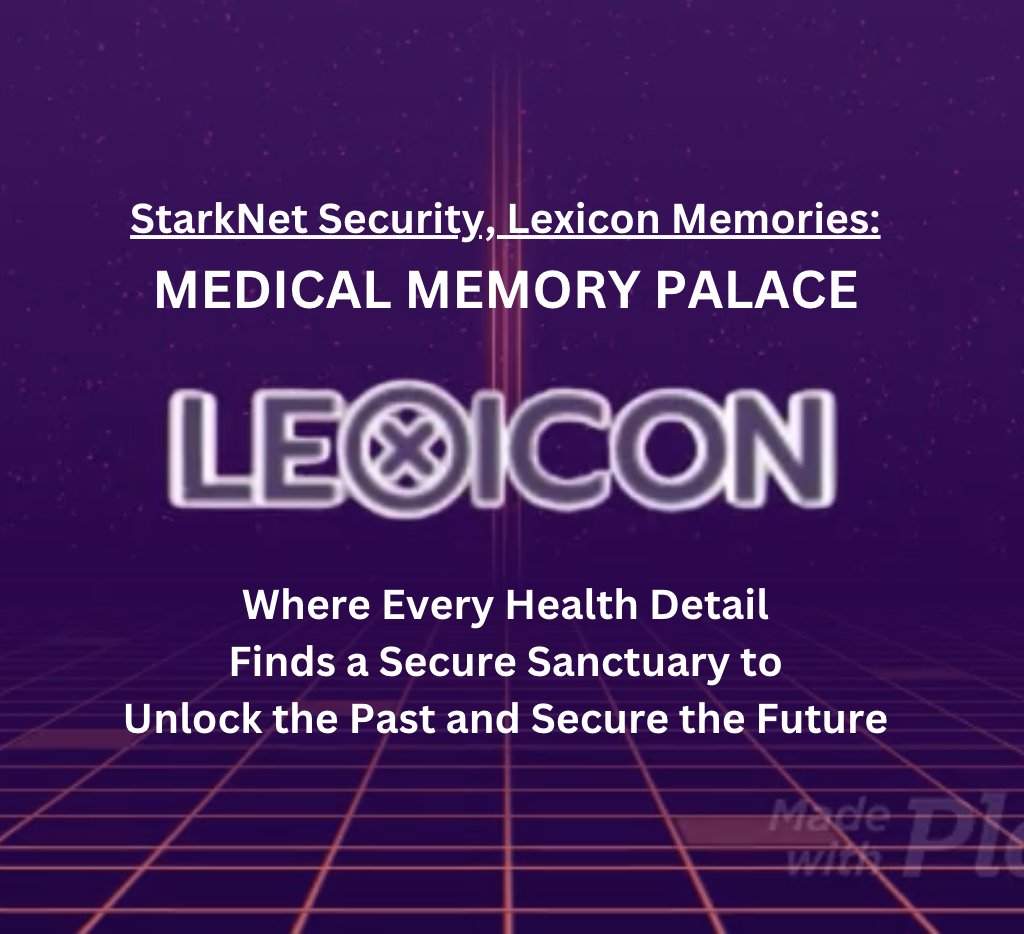 StarkNet Security, Lexicon Memories:
MEDICAL MEMORY PALACE
LEXICON
Where Every Health Detail
Finds a Secure Sanctuary to
Unlock the Past and Secure the Future
Made
with